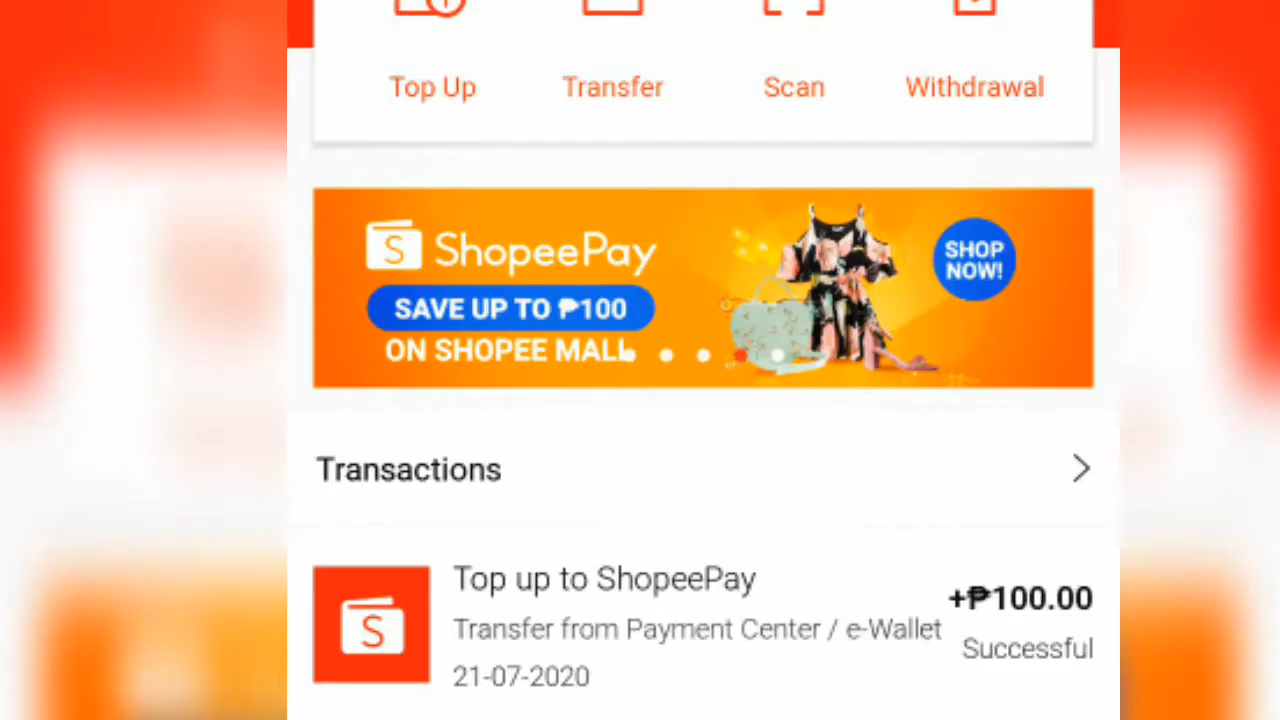 Top Up Transfer Scan Withdrawal
S ShopeePay
SAVE UP TO ₱100
ON SHOPEE MALL
SHOP
NOW!
Transactions
S
Top up to ShopeePay
Transfer from Payment Center / e-Wallet
21-07-2020
+₱100.00
Successful